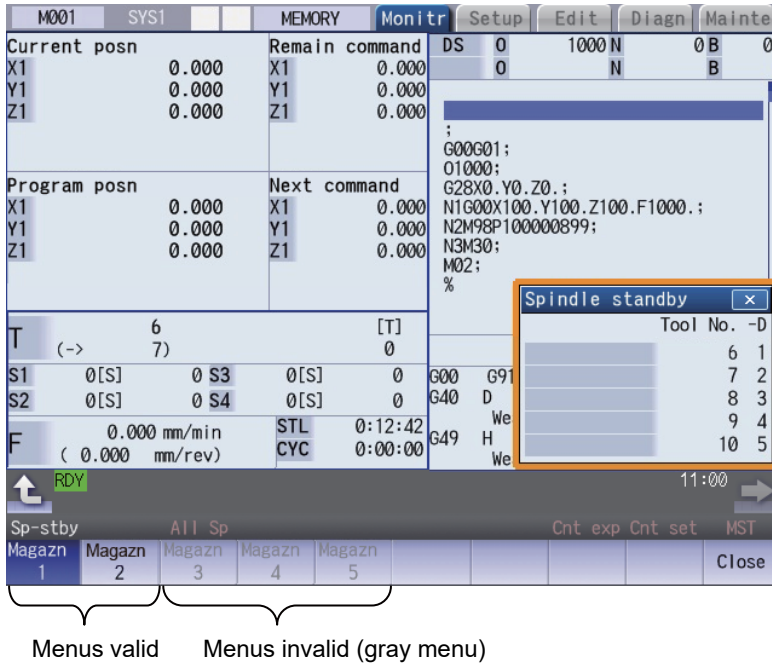 M001 SYS1 MEMORY Monitr Setup Edit Diagn Mainte
Current posn Remain command DS O 1000 N 0 B 0
X1 0.000 X1 0.000 O N B
Y1 0.000 Y1 0.000
Z1 0.000 Z1 0.000
;
G00G01;
O1000;
Program posn Next command G28X0.Y0.Z0.;
X1 0.000 X1 0.000 N1G00X100.Y100.Z100.F1000.;
Y1 0.000 Y1 0.000 N2M98P100000899;
Z1 0.000 Z1 0.000 N3M30;
M02;
%
Spindle standby ×
Tool No. -D
6 1
7 2
8 3
9 4
10 5
T 6 [T]
(-> 7) 0
S1 0[S] 0 S3 0[S] 0 G00 G91
S2 0[S] 0 S4 0[S] 0 G40 D
We
F 0.000 mm/min STL 0:12:42 G49 H
( 0.000 mm/rev) CYC 0:00:00 We
RDY 11:00
Sp-stby All Sp Cnt exp Cnt set MST
Magazn 1 Magazn 2 Magazn 3 Magazn 4 Magazn 5 Close
Menus valid Menus invalid (gray menu)